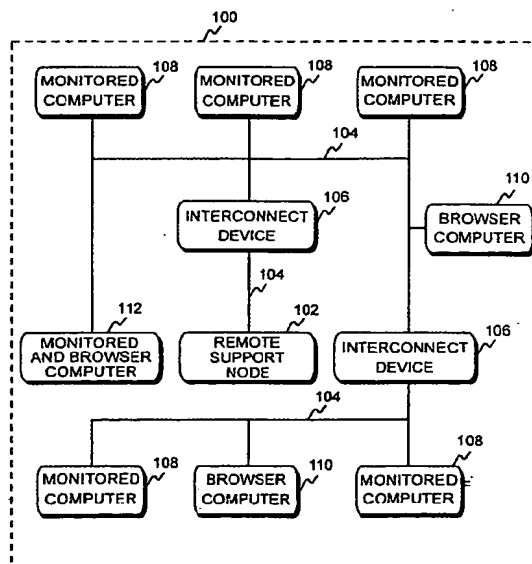 100
MONITORED
COMPUTER
108
MONITORED
COMPUTER
108
MONITORED
COMPUTER
108
104
INTERCONNECT
DEVICE
106
110
BROWSER
COMPUTER
104
112
MONITORED
AND BROWSER
COMPUTER
102
REMOTE
SUPPORT
NODE
106
INTERCONNECT
DEVICE
104
MONITORED
COMPUTER
108
BROWSER
COMPUTER
110
MONITORED
COMPUTER
108